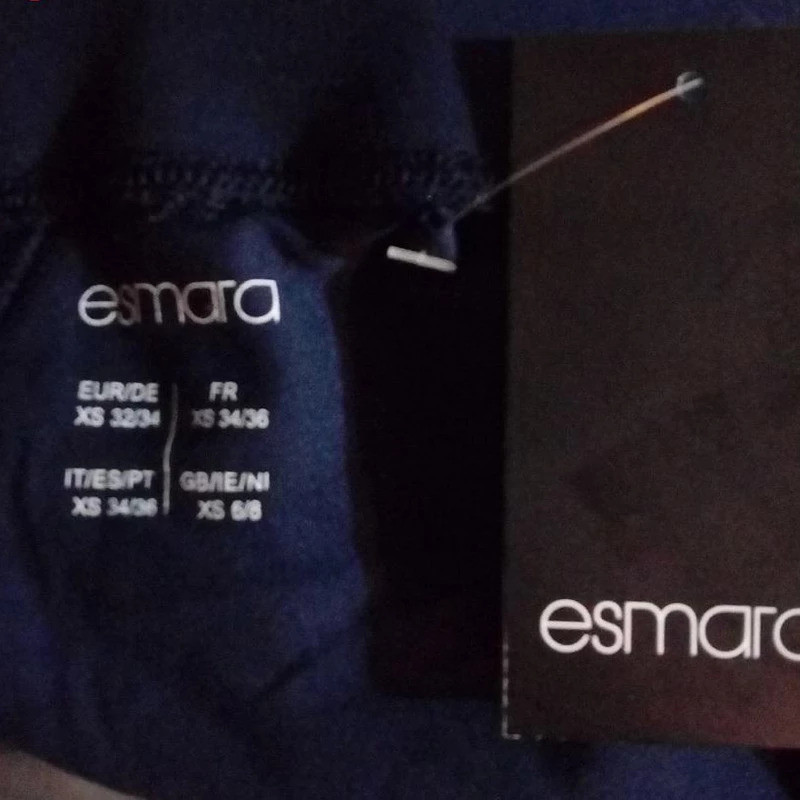 esmara
EUR/DE FR
XS 32/34 XS 34/36
IT/ES/PT GB/IE/NI
XS 34/36 XS 6/8
esmara